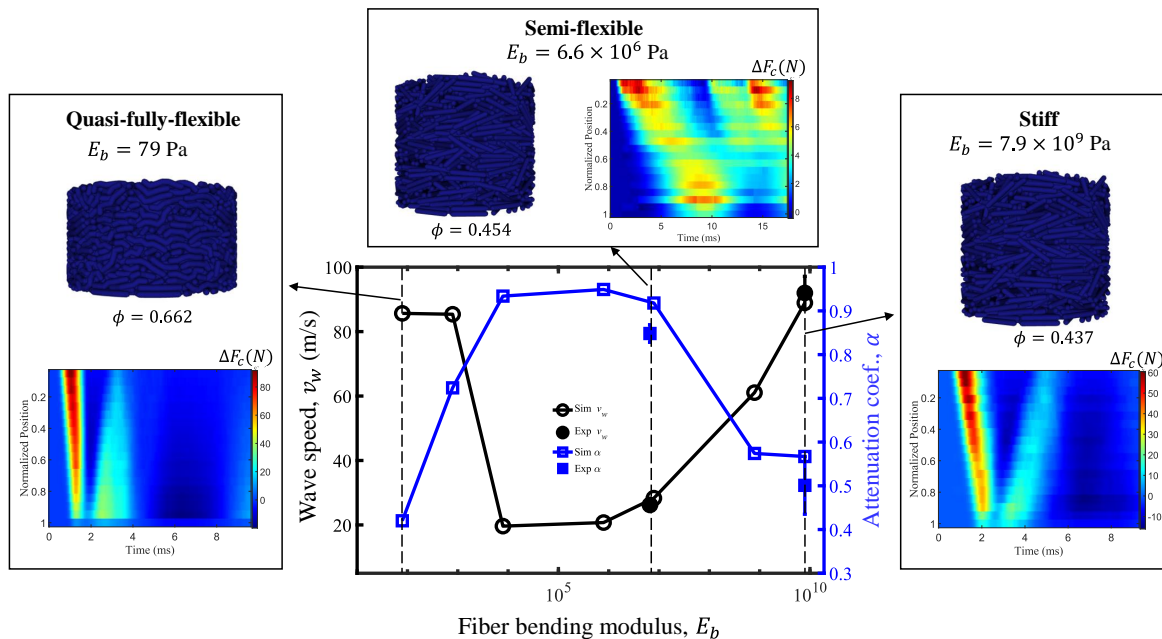 Semi-flexible
E_b = 6.6 × 10^6 Pa
ΔF_c(N)
Normalized Position
0.2
0.4
0.6
0.8
1
0 5 10 15
Time (ms)
8
6
4
2
0
ϕ = 0.454
Quasi-fully-flexible
E_b = 79 Pa
ϕ = 0.662
ΔF_c(N)
Normalized Position
0.2
0.4
0.6
0.8
1
0 2 4 6 8
Time (ms)
80
60
40
20
0
Stiff
E_b = 7.9 × 10^9 Pa
ϕ = 0.437
ΔF_c(N)
Normalized Position
0.2
0.4
0.6
0.8
1
0 2 4 6 8
Time (ms)
60
50
40
30
20
10
0
-10
Wave speed, v_w (m/s)
100
80
60
40
20
Sim v_w
Exp v_w
Sim α
Exp α
1
0.9
0.8
0.7
0.6
0.5
0.4
0.3
Attenuation coef., α
10^5 10^10
Fiber bending modulus, E_b